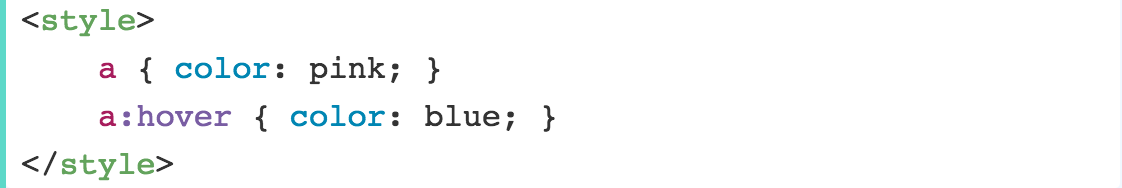 <style>
    a { color: pink; }
    a:hover { color: blue; }
</style>